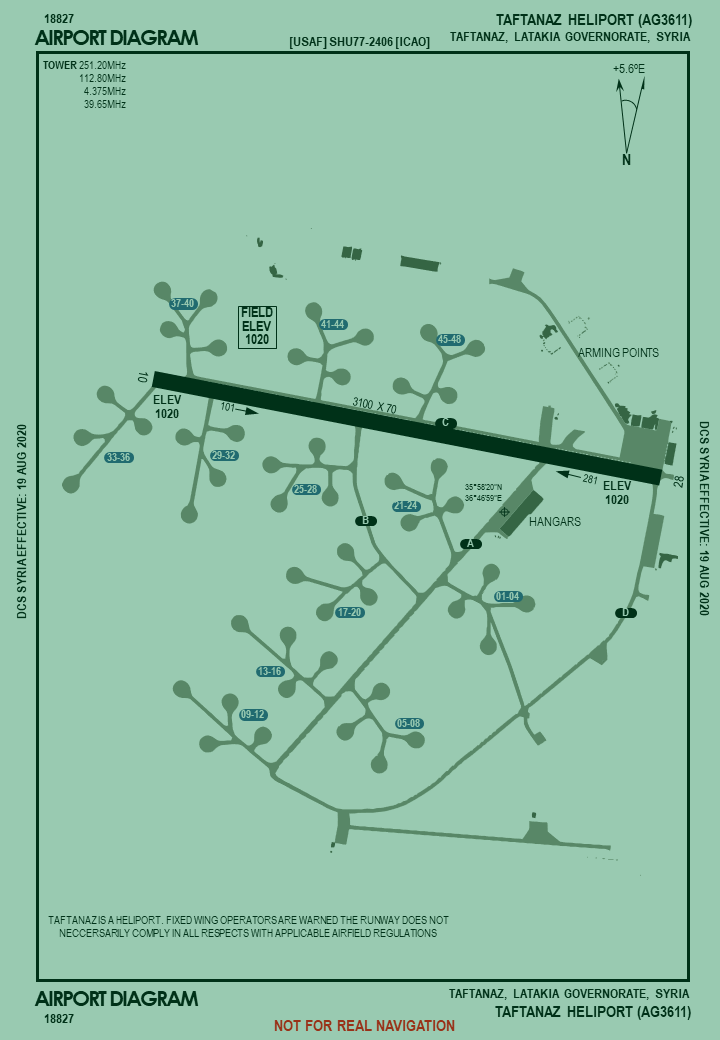 18827
AIRPORT DIAGRAM
[USAF] SHU77-2406 [ICAO]
TAFTANAZ HELIPORT (AG3611)
TAFTANAZ, LATAKIA GOVERNORATE, SYRIA
TOWER 251.20MHz
112.80MHz
4.375MHz
39.65MHz
+5.6ºE
N
37-40
FIELD
ELEV
1020
41-44
45-48
ARMING POINTS
10
ELEV
1020
101
3100 X 70
C
33-36
29-32
25-28
21-24
35°58'20"N
36°46'59"E
281
ELEV
1020
28
HANGARS
B
A
D
17-20
01-04
13-16
09-12
05-08
DCS SYRIA EFFECTIVE: 19 AUG 2020
DCS SYRIA EFFECTIVE: 19 AUG 2020
TAFTANAZ IS A HELIPORT. FIXED WING OPERATORS ARE WARNED THE RUNWAY DOES NOT
NECCERSARILY COMPLY IN ALL RESPECTS WITH APPLICABLE AIRFIELD REGULATIONS
AIRPORT DIAGRAM
18827
NOT FOR REAL NAVIGATION
TAFTANAZ, LATAKIA GOVERNORATE, SYRIA
TAFTANAZ HELIPORT (AG3611)